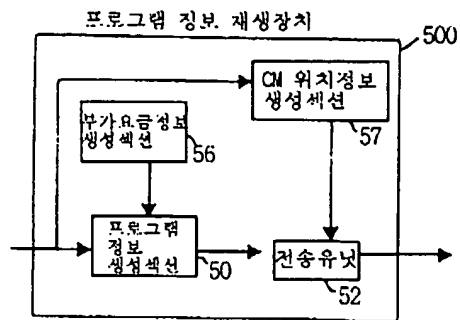 프로그램 정보 재생장치
500
CM 위치정보
생성섹션
57
부가요금정보
생성섹션
56
프로그램
정보
생성섹션
50
전송유닛
52